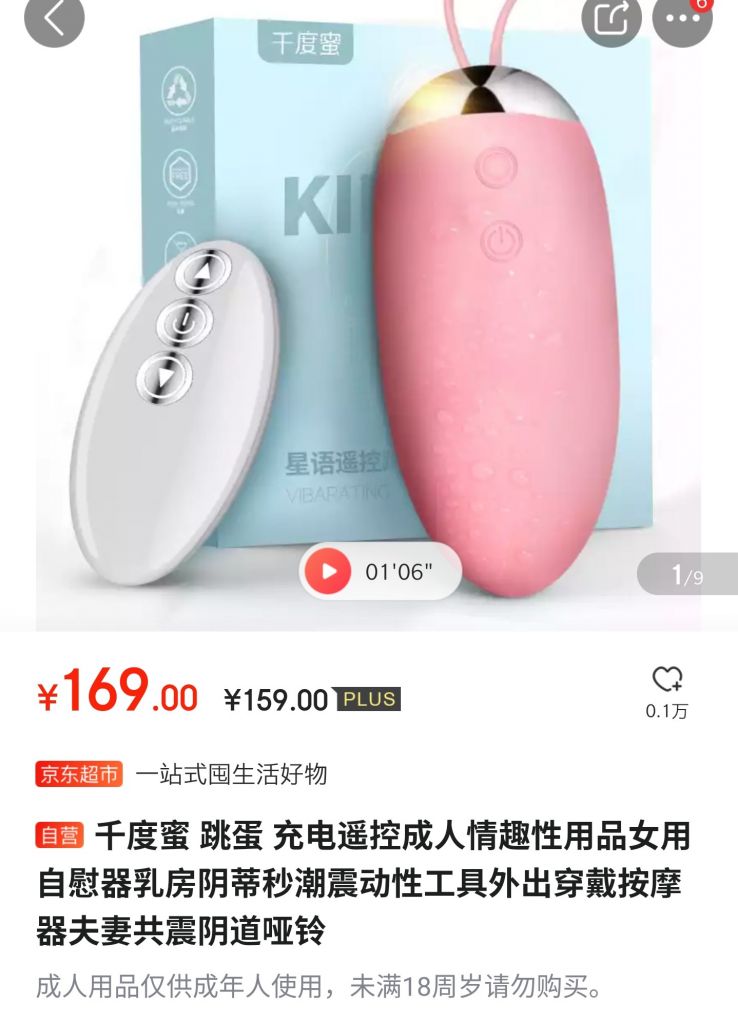 6
千度蜜
FREE
KI
星语遥控
VIBARATING
01'06"
1/9
¥169.00 ¥159.00 PLUS
0.1万
京东超市 一站式囤生活好物
自营 千度蜜 跳蛋 充电遥控成人情趣性用品女用
自慰器乳房阴蒂秒潮震动性工具外出穿戴按摩
器夫妻共震阴道哑铃
成人用品仅供成年人使用，未满18周岁请勿购买。